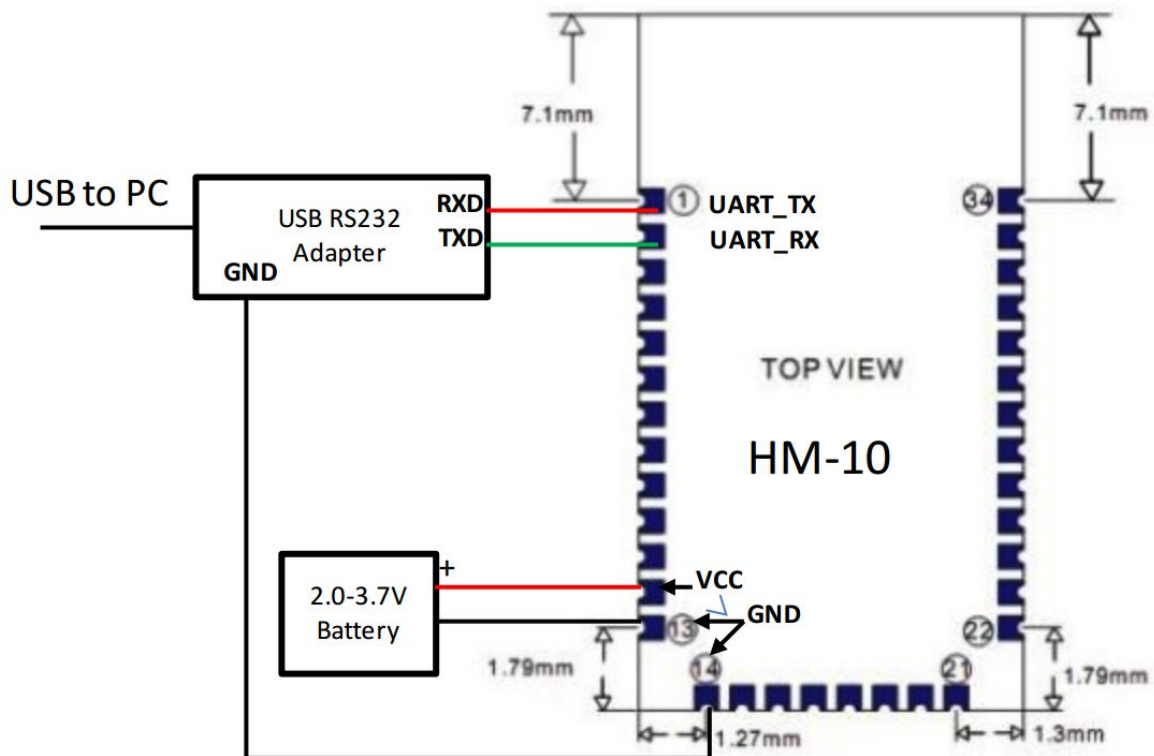 7.1mm
7.1mm
USB to PC
USB RS232
Adapter
RXD
TXD
GND
1
UART_TX
UART_RX
34
TOP VIEW
HM-10
2.0-3.7V
Battery
+
VCC
GND
13
22
14
21
1.79mm
1.79mm
1.27mm
1.3mm